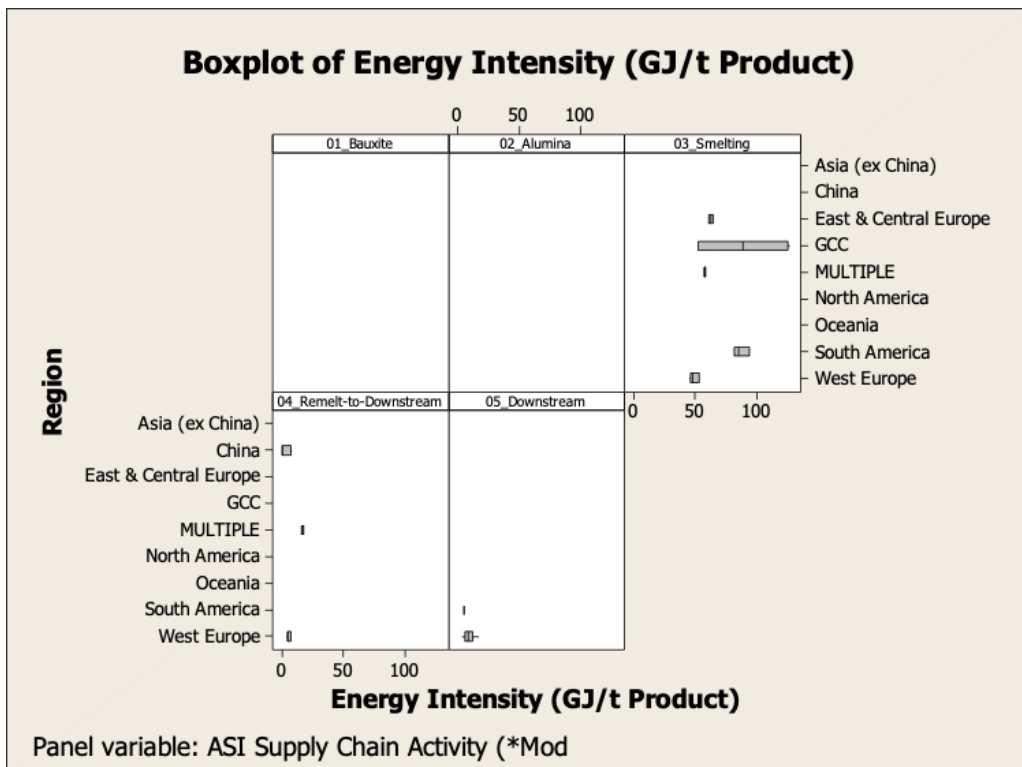 Boxplot of Energy Intensity (GJ/t Product)
0 50 100
01_Bauxite 02_Alumina 03_Smelting
Asia (ex China)
China
East & Central Europe
GCC
MULTIPLE
North America
Oceania
South America
West Europe
0 50 100
Region
04_Remelt-to-Downstream 05_Downstream
Asia (ex China)
China
East & Central Europe
GCC
MULTIPLE
North America
Oceania
South America
West Europe
0 50 100
Energy Intensity (GJ/t Product)
Panel variable: ASI Supply Chain Activity (*Mod